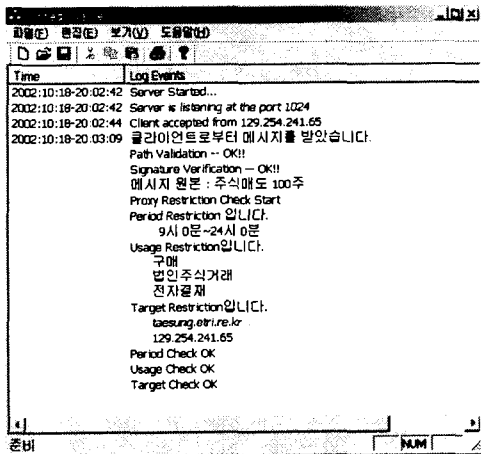 파일(F) 편집(E) 보기(V) 도움말(H)
Time Log Events
2002:10:18-20:02:42 Server Started...
2002:10:18-20:02:42 Server is listening at the port 1024
2002:10:18-20:02:44 Client accepted from 129.254.241.65
2002:10:18-20:03:09 클라이언트로부터 메시지를 받았습니다.
Path Validation -- OK!!
Signature Verification -- OK!!
메시지 원본 : 주식매도 100주
Proxy Restriction Check Start
Period Restriction 입니다.
9시 0분~24시 0분
Usage Restriction입니다.
구매
법인주식거래
전자결재
Target Restriction입니다.
taesung.etri.re.kr
129.254.241.65
Period Check OK
Usage Check OK
Target Check OK
준비 NUM